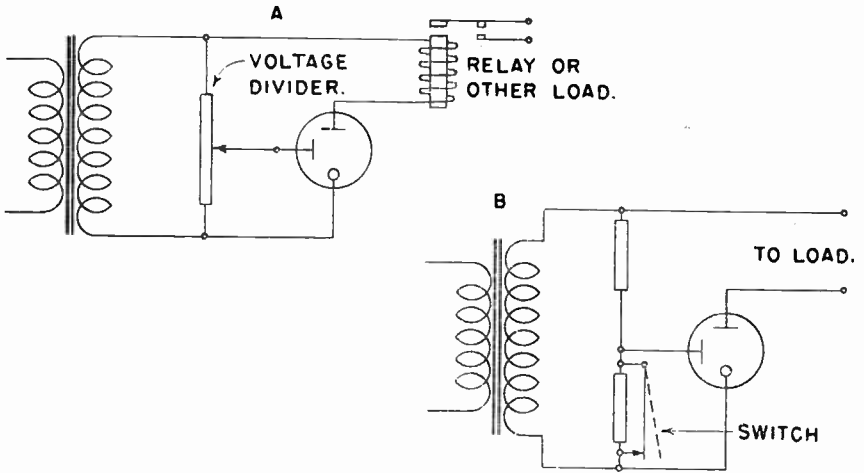 A
VOLTAGE
DIVIDER.
RELAY OR
OTHER LOAD.
B
TO LOAD.
SWITCH